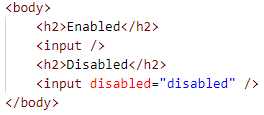 <body>
<h2>Enabled</h2>
<input />
<h2>Disabled</h2>
<input disabled="disabled" />
</body>